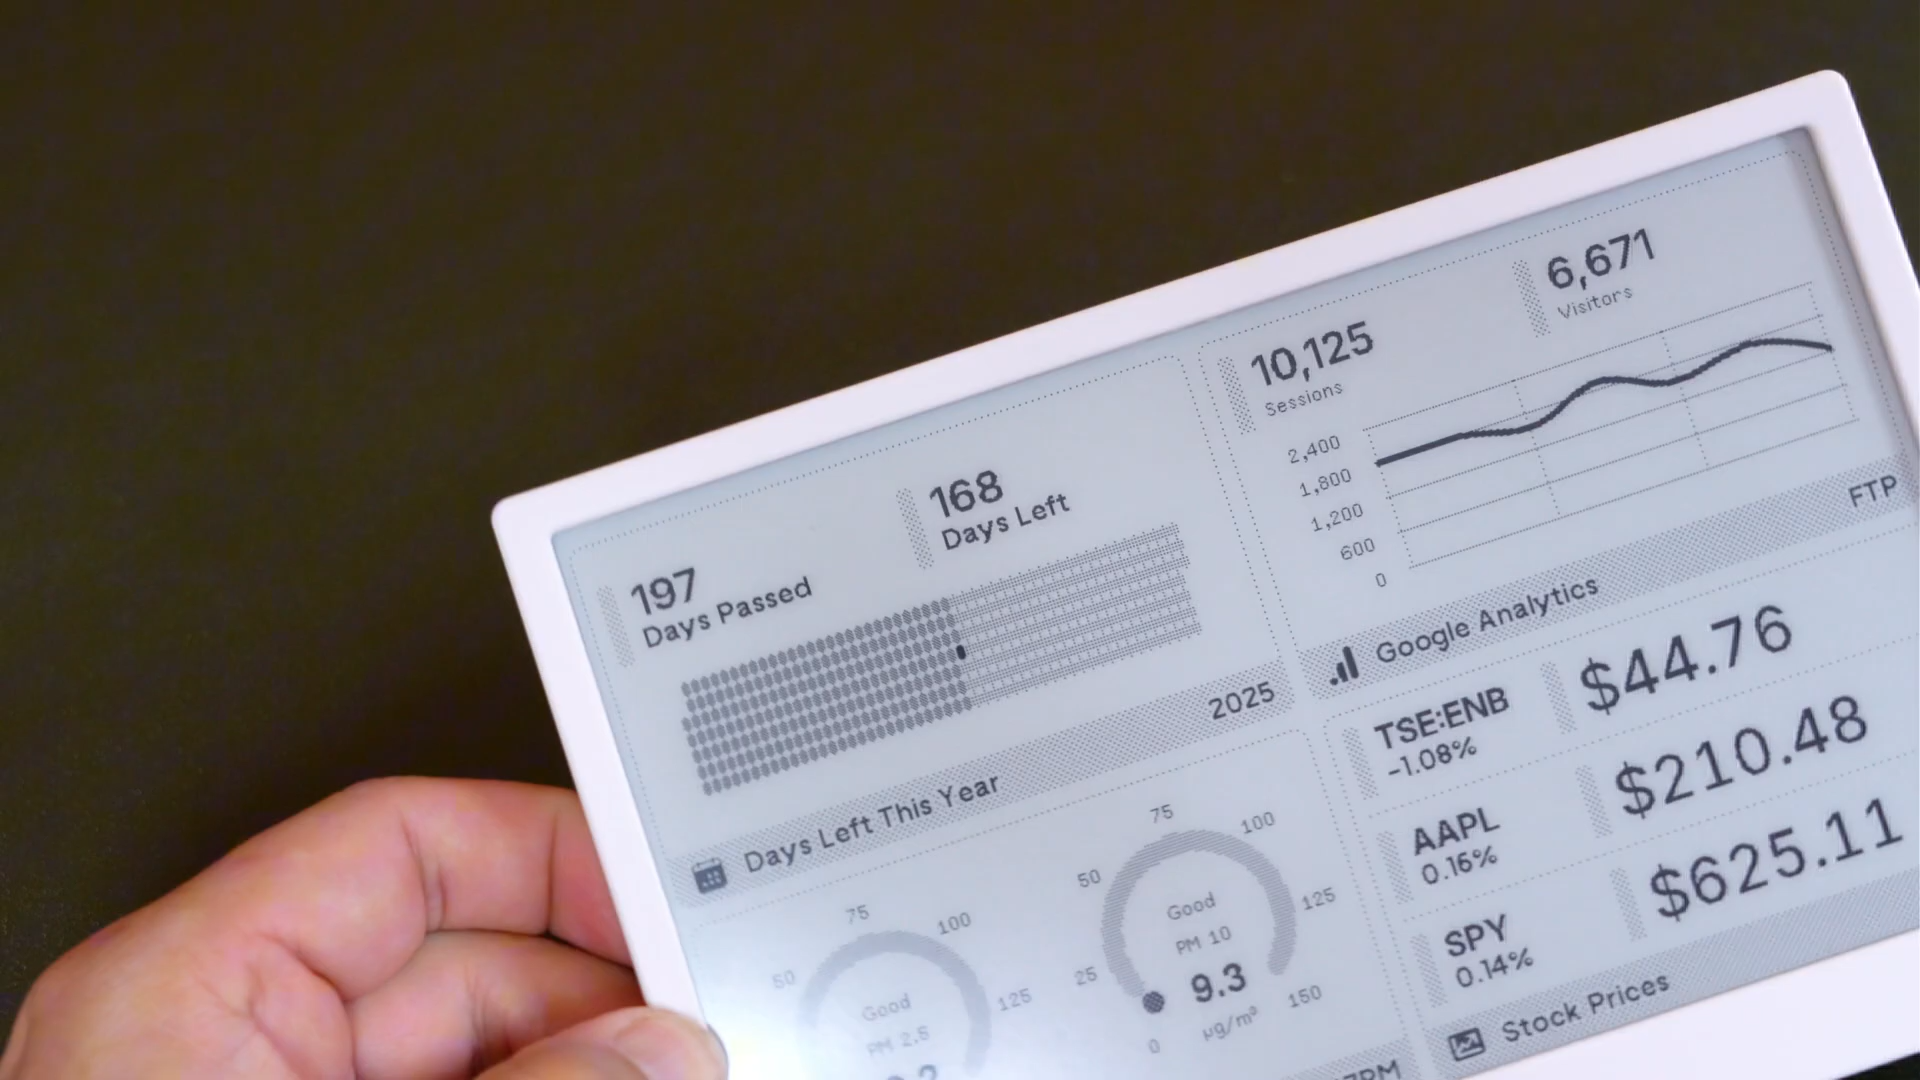 197
Days Passed
168
Days Left
2025
Days Left This Year
10,125
Sessions
6,671
Visitors
2,400
1,800
1,200
600
0
FTP
Google Analytics
75
100
50
125
Good
PM 2.5
75
100
50
125
25
150
0
Good
PM 10
9.3
µg/m³
TSE:ENB
-1.08%
$44.76
AAPL
0.16%
$210.48
SPY
0.14%
$625.11
Stock Prices